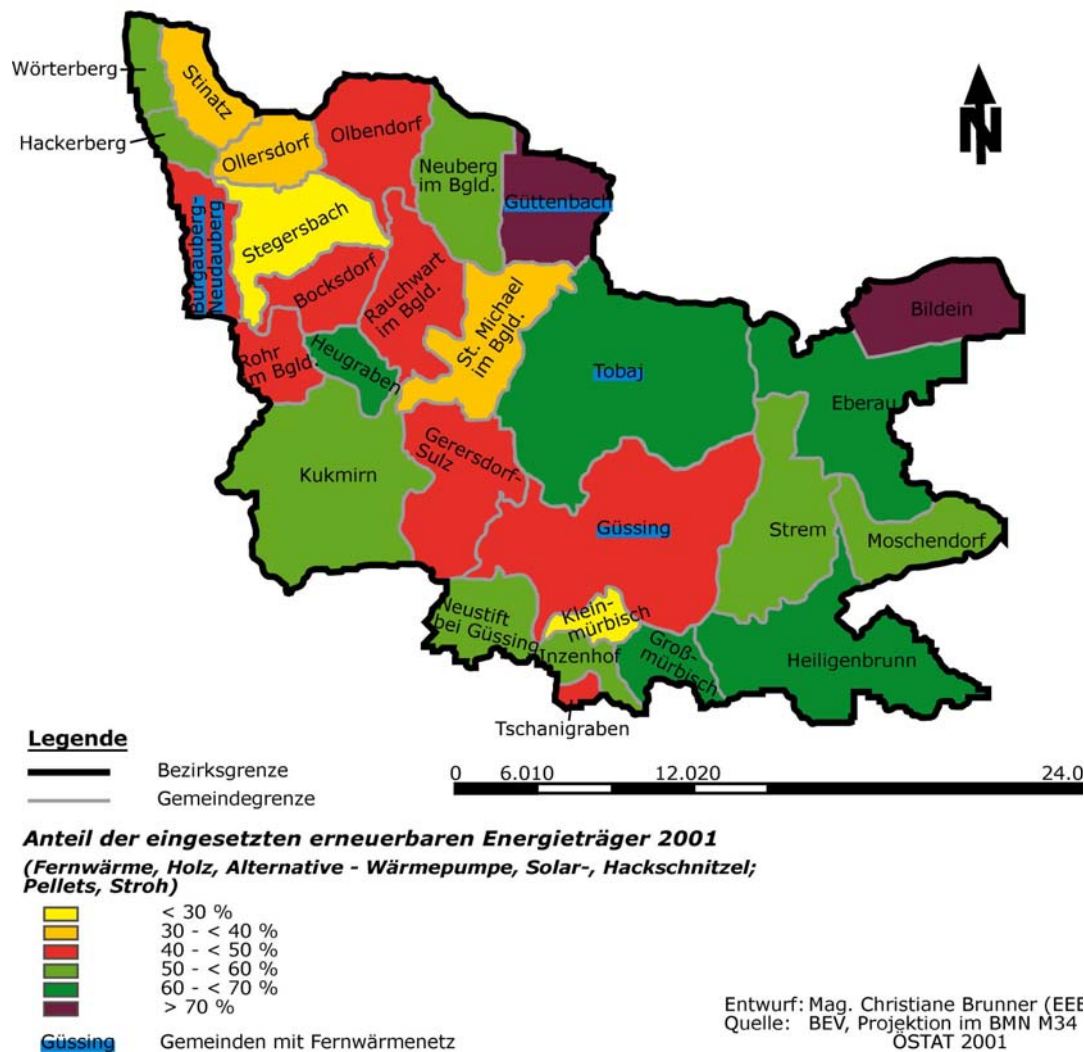 Wörterberg
Stinatz
Hackerberg
Ollersdorf
Olbendorf
Neuberg
im Bgld.
Güttenbach
N
Burgauberg-
Neudauberg
Stegersbach
Bocksdorf
Rauchwart
im Bgld.
St. Michael
im Bgld.
Bildein
Rohr
im Bgld.
Heugraben
Tobaj
Eberau
Kukmirn
Gerersdorf-
Sulz
Güssing
Strem
Moschendorf
Neustift
bei Güssing
Klein-
mürbisch
Inzenhof
Groß-
mürbisch
Heiligenbrunn
Tschanigraben
Legende
Bezirksgrenze
Gemeindegrenze
0 6.010 12.020 24.0
Anteil der eingesetzten erneuerbaren Energieträger 2001
(Fernwärme, Holz, Alternative - Wärmepumpe, Solar-, Hackschnitzel;
Pellets, Stroh)
< 30 %
30 - < 40 %
40 - < 50 %
50 - < 60 %
60 - < 70 %
> 70 %
Güssing Gemeinden mit Fernwärmenetz
Entwurf: Mag. Christiane Brunner (EEE
Quelle: BEV, Projektion im BMN M34
ÖSTAT 2001